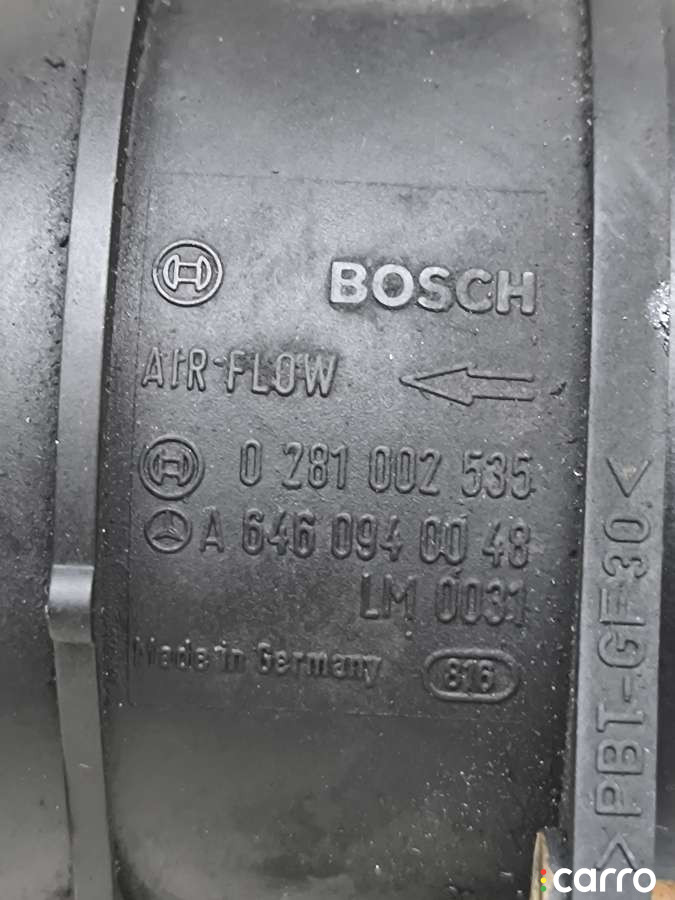 BOSCH
AIR FLOW
0 281 002 535
A 646 094 00 48
LM 0031
Made in Germany 816
>PBT-GF30<
carro